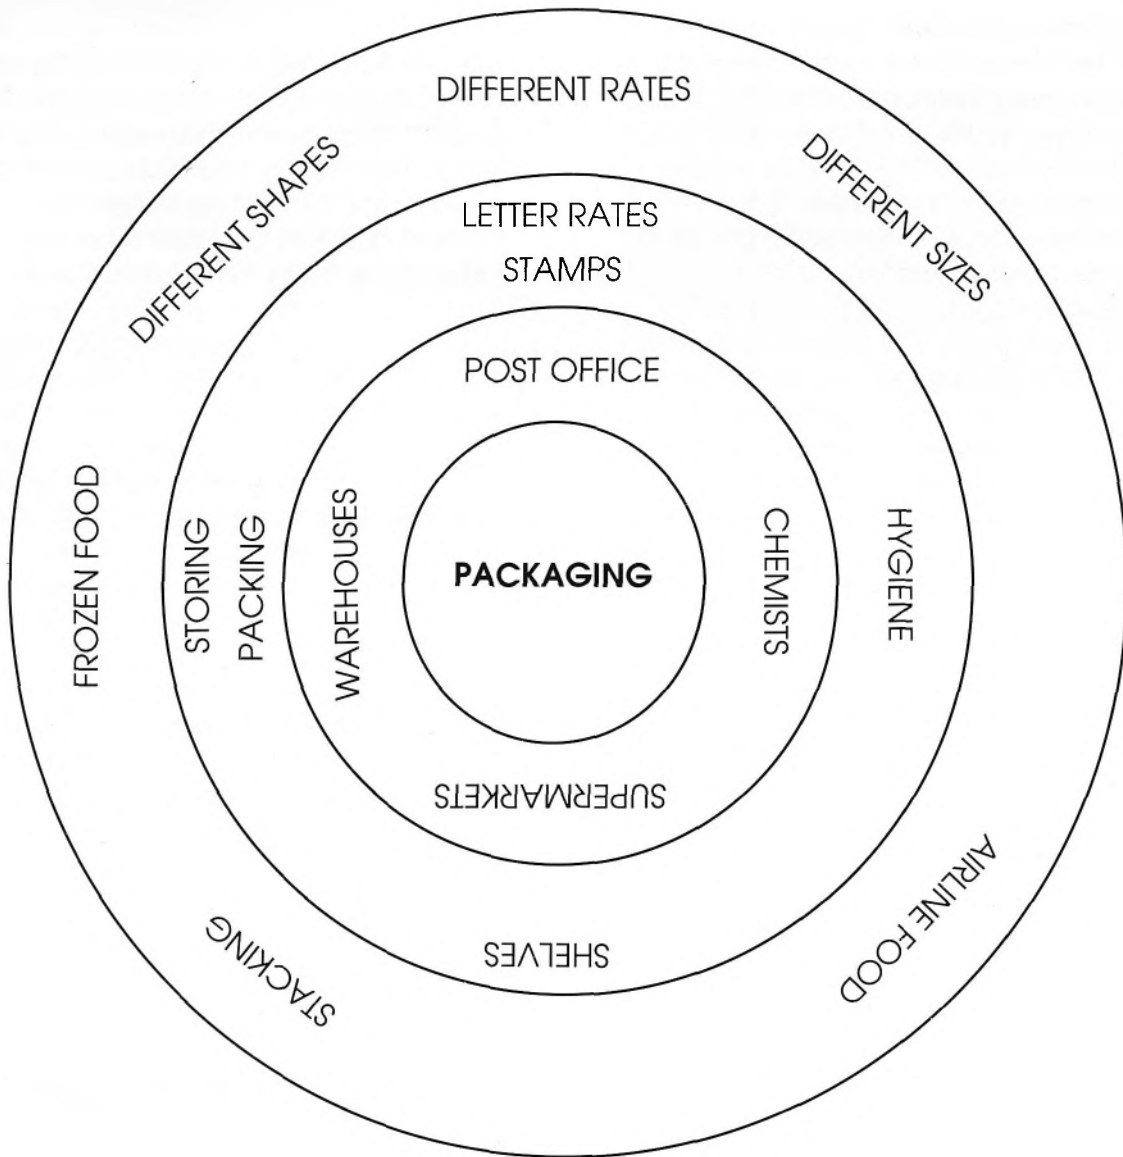 DIFFERENT RATES
DIFFERENT SHAPES
DIFFERENT SIZES
LETTER RATES
STAMPS
POST OFFICE
FROZEN FOOD
STORING
PACKING
WAREHOUSES
PACKAGING
CHEMISTS
HYGIENE
SUPERMARKETS
SHELVES
STACKING
AIRLINE FOOD